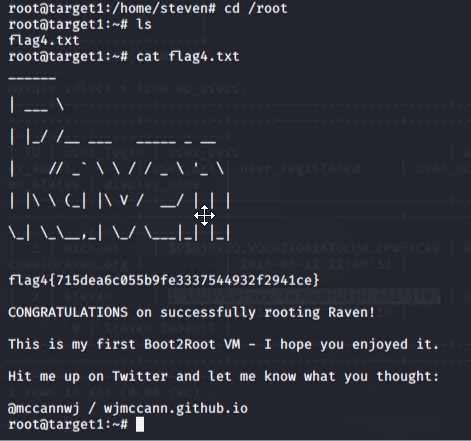 root@target1:/home/steven# cd /root
root@target1:~# ls
flag4.txt
root@target1:~# cat flag4.txt
______
| ___ \
| |_/ /__ ___   _____ _ __
|    // _` \ \ / / _ \ '_ \
| |\ \ (_| |\ V /  __/ | | |
\_| \_\__,_| \_/ \___|_| |_|
flag4{715dea6c055b9fe3337544932f2941ce}
CONGRATULATIONS on successfully rooting Raven!
This is my first Boot2Root VM - I hope you enjoyed it.
Hit me up on Twitter and let me know what you thought:
@mccannwj / wjmccann.github.io
root@target1:~#